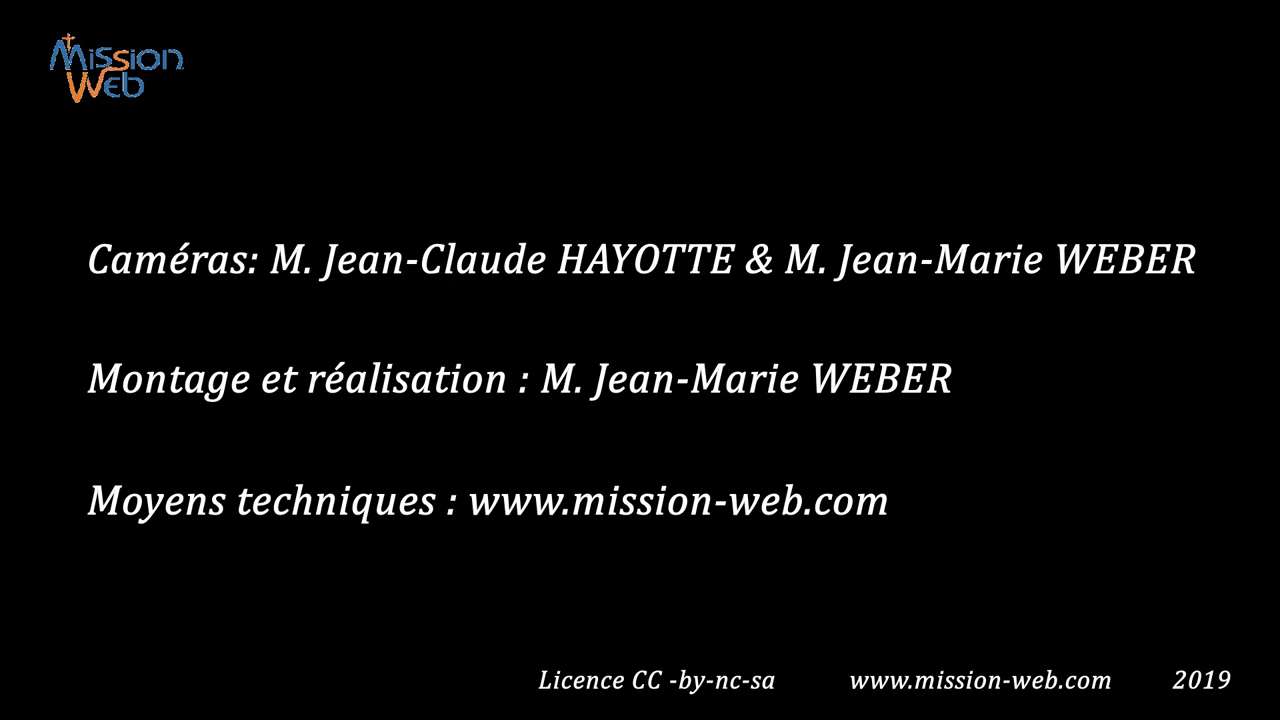 Mission
Web
Caméras: M. Jean-Claude HAYOTTE & M. Jean-Marie WEBER
Montage et réalisation : M. Jean-Marie WEBER
Moyens techniques : www.mission-web.com
Licence CC -by-nc-sa www.mission-web.com 2019